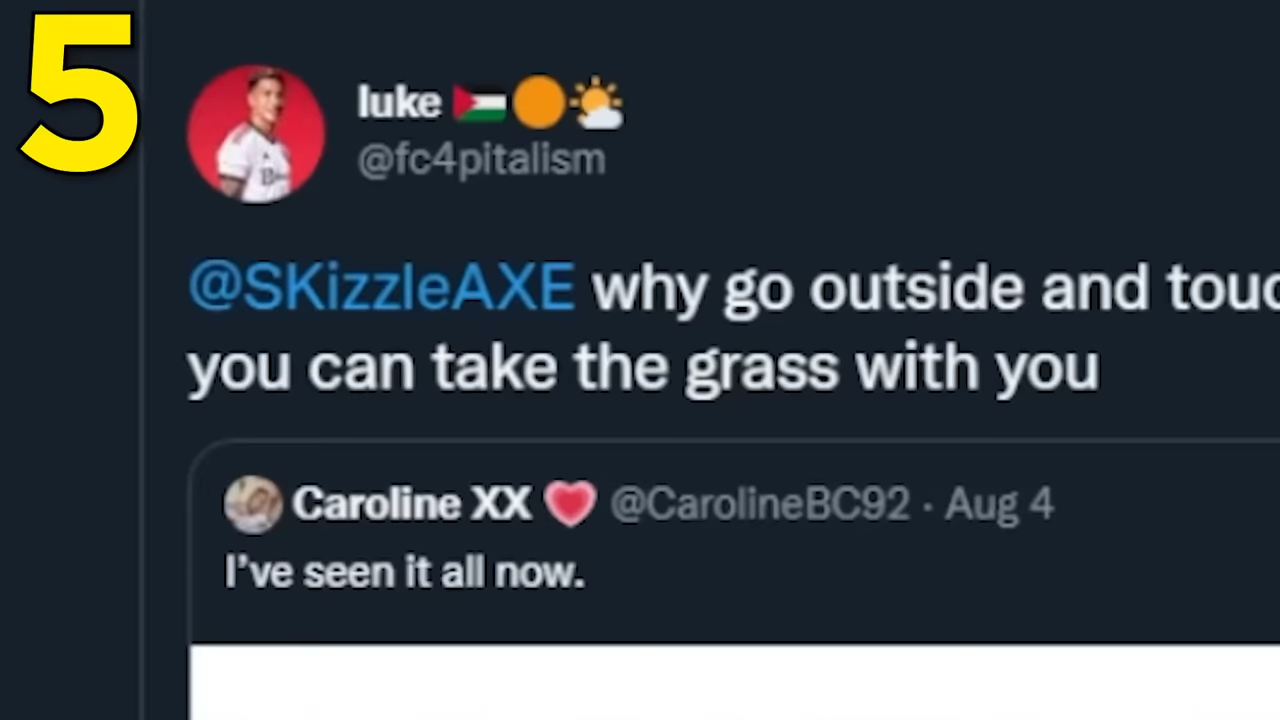 5
luke 🇵🇸🟠🌤️
@fc4pitalism
@SKizzleAXE why go outside and touc
you can take the grass with you
Caroline XX 💗 @CarolineBC92 · Aug 4
I've seen it all now.